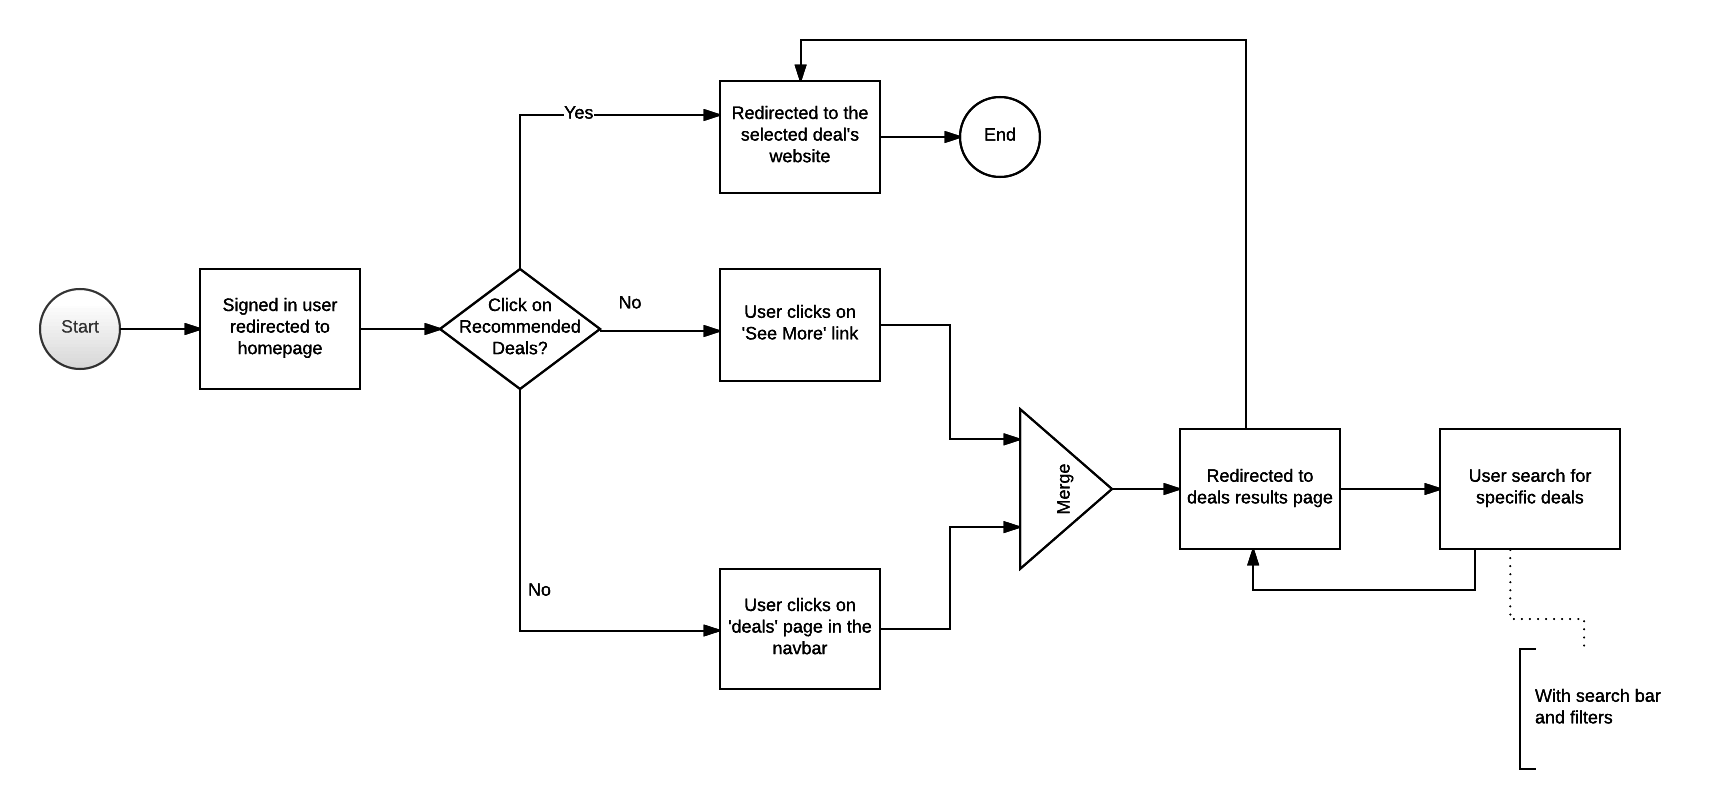 Start
Signed in user
redirected to
homepage
Click on
Recommended
Deals?
Yes
No
No
Redirected to the
selected deal's
website
End
User clicks on
'See More' link
User clicks on
'deals' page in the
navbar
Merge
Redirected to
deals results page
User search for
specific deals
With search bar
and filters